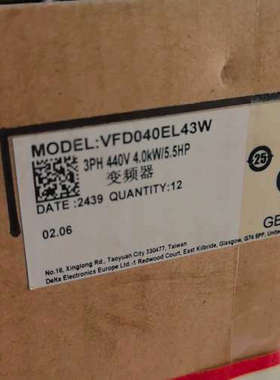 MODEL:VFD040EL43W
3PH 440V 4.0kW/5.5HP
变频器
DATE :2439 QUANTITY:12
02.06
25
GE
No.18, Xinglong Rd., Taoyuan City 330477, Taiwan
Delta Electronics Europe Ltd.-1 Redwood Court, East Kilbride, Glasgow, G74 5PF, United